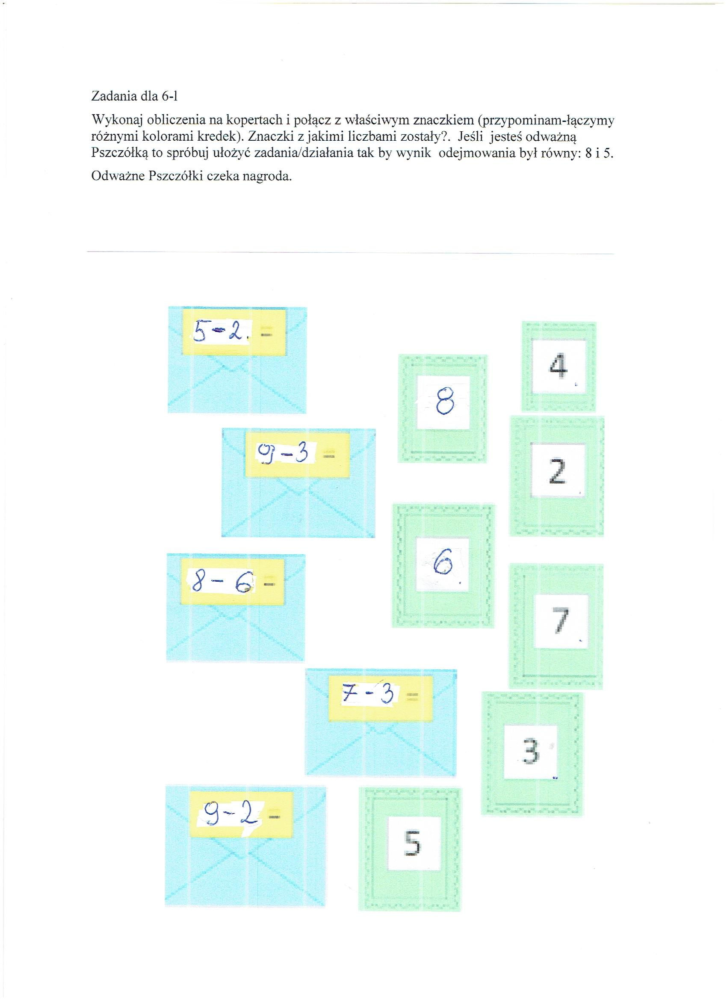 Zadania dla 6-l
Wykonaj obliczenia na kopertach i połącz z właściwym znaczkiem (przypominam-łączymy
różnymi kolorami kredek). Znaczki z jakimi liczbami zostały?. Jeśli jesteś odważną
Pszczółką to spróbuj ułożyć zadania/działania tak by wynik odejmowania był równy: 8 i 5.
Odważne Pszczółki czeka nagroda.
5-2. =
4
8
9-3 =
2
6
8-6 =
7
7-3 =
3
9-2 =
5